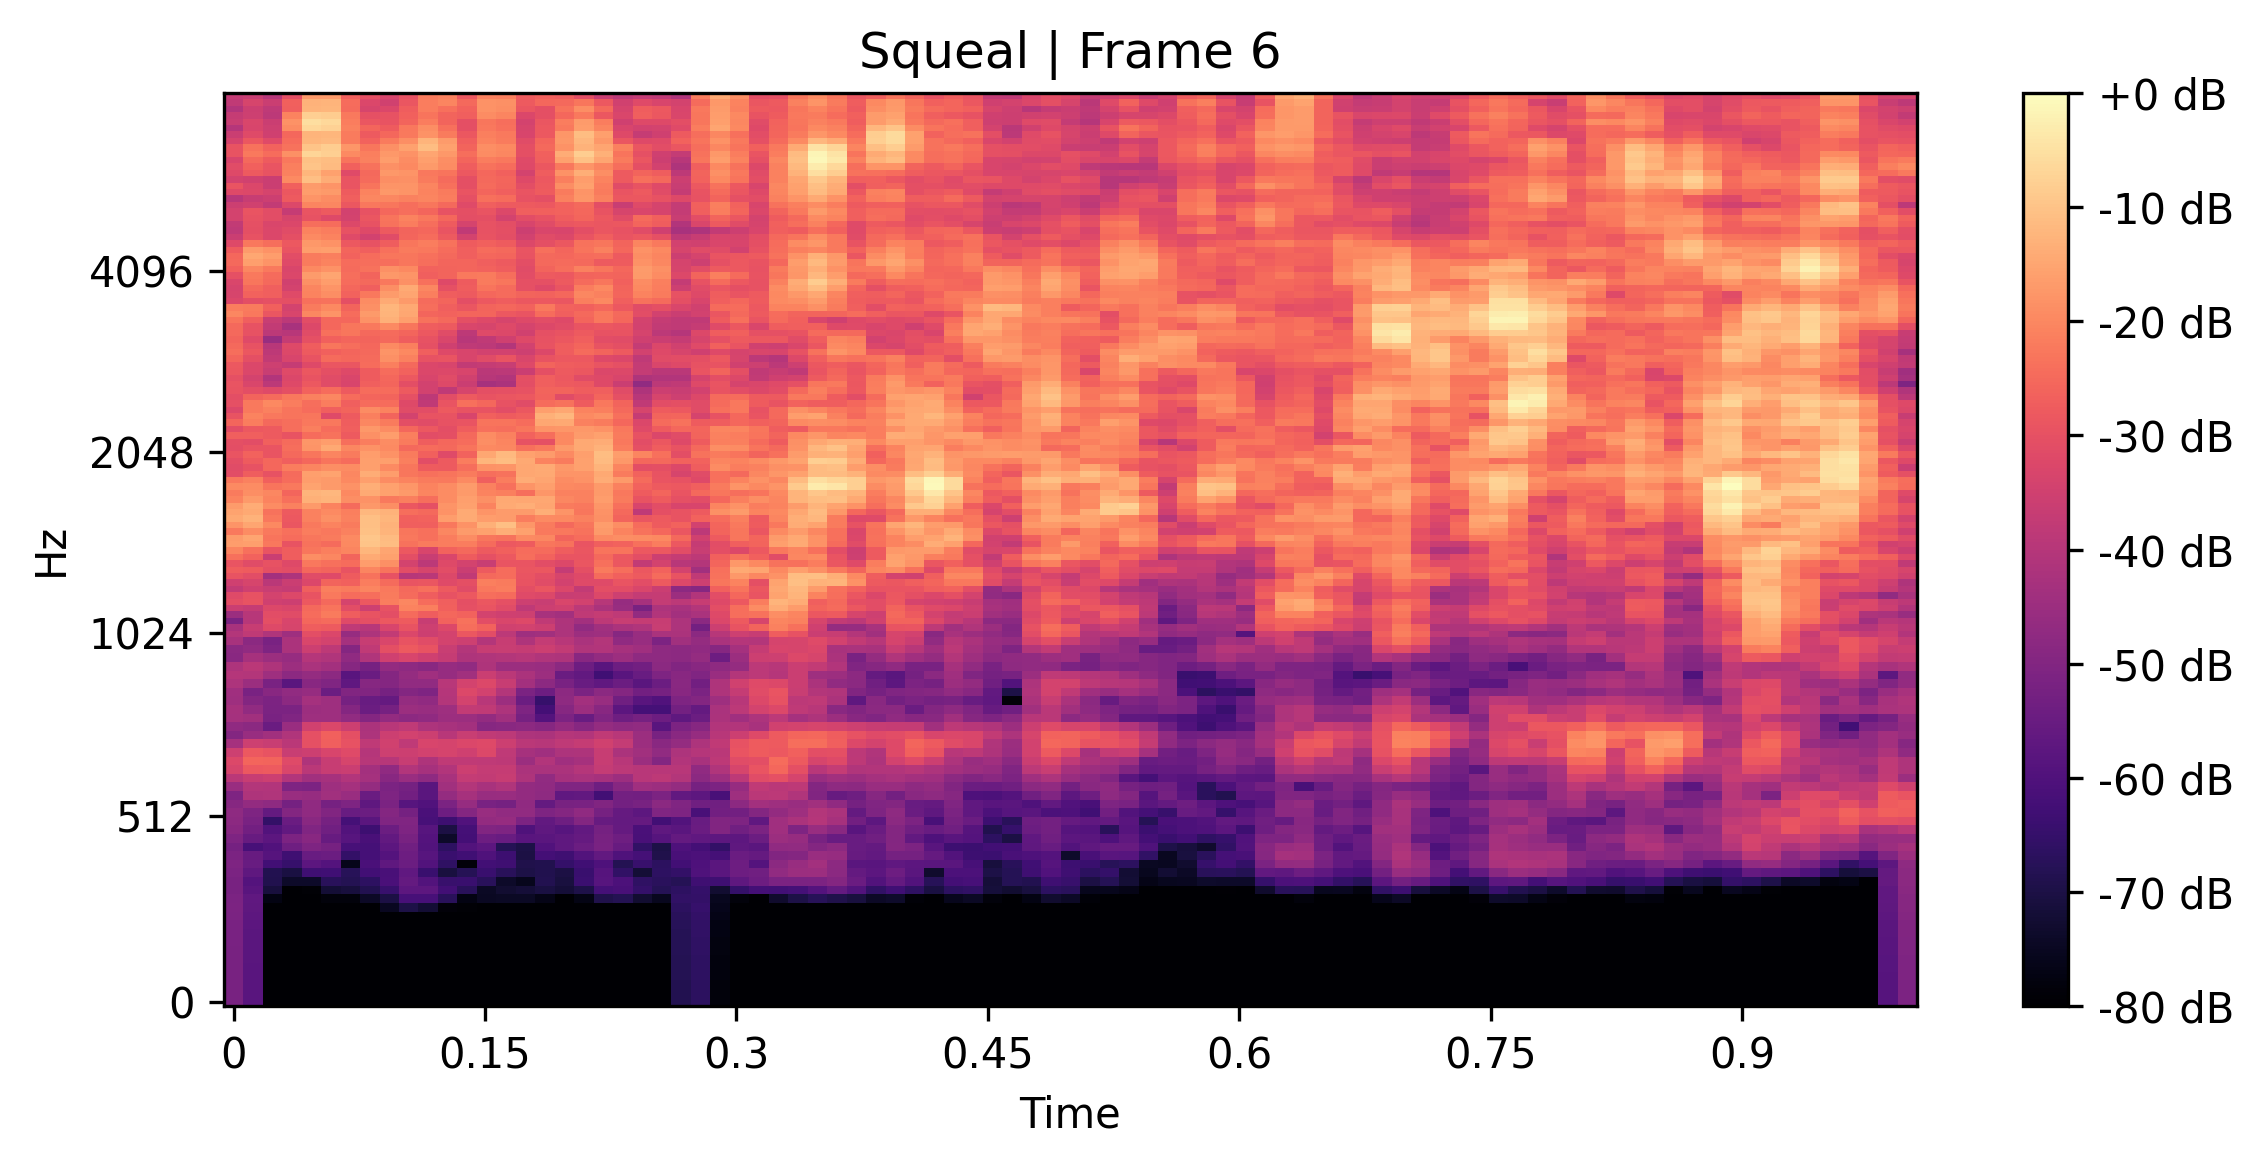 Squeal | Frame 6
+0 dB
-10 dB
-20 dB
-30 dB
-40 dB
-50 dB
-60 dB
-70 dB
-80 dB
Hz
4096
2048
1024
512
0
0 0.15 0.3 0.45 0.6 0.75 0.9
Time